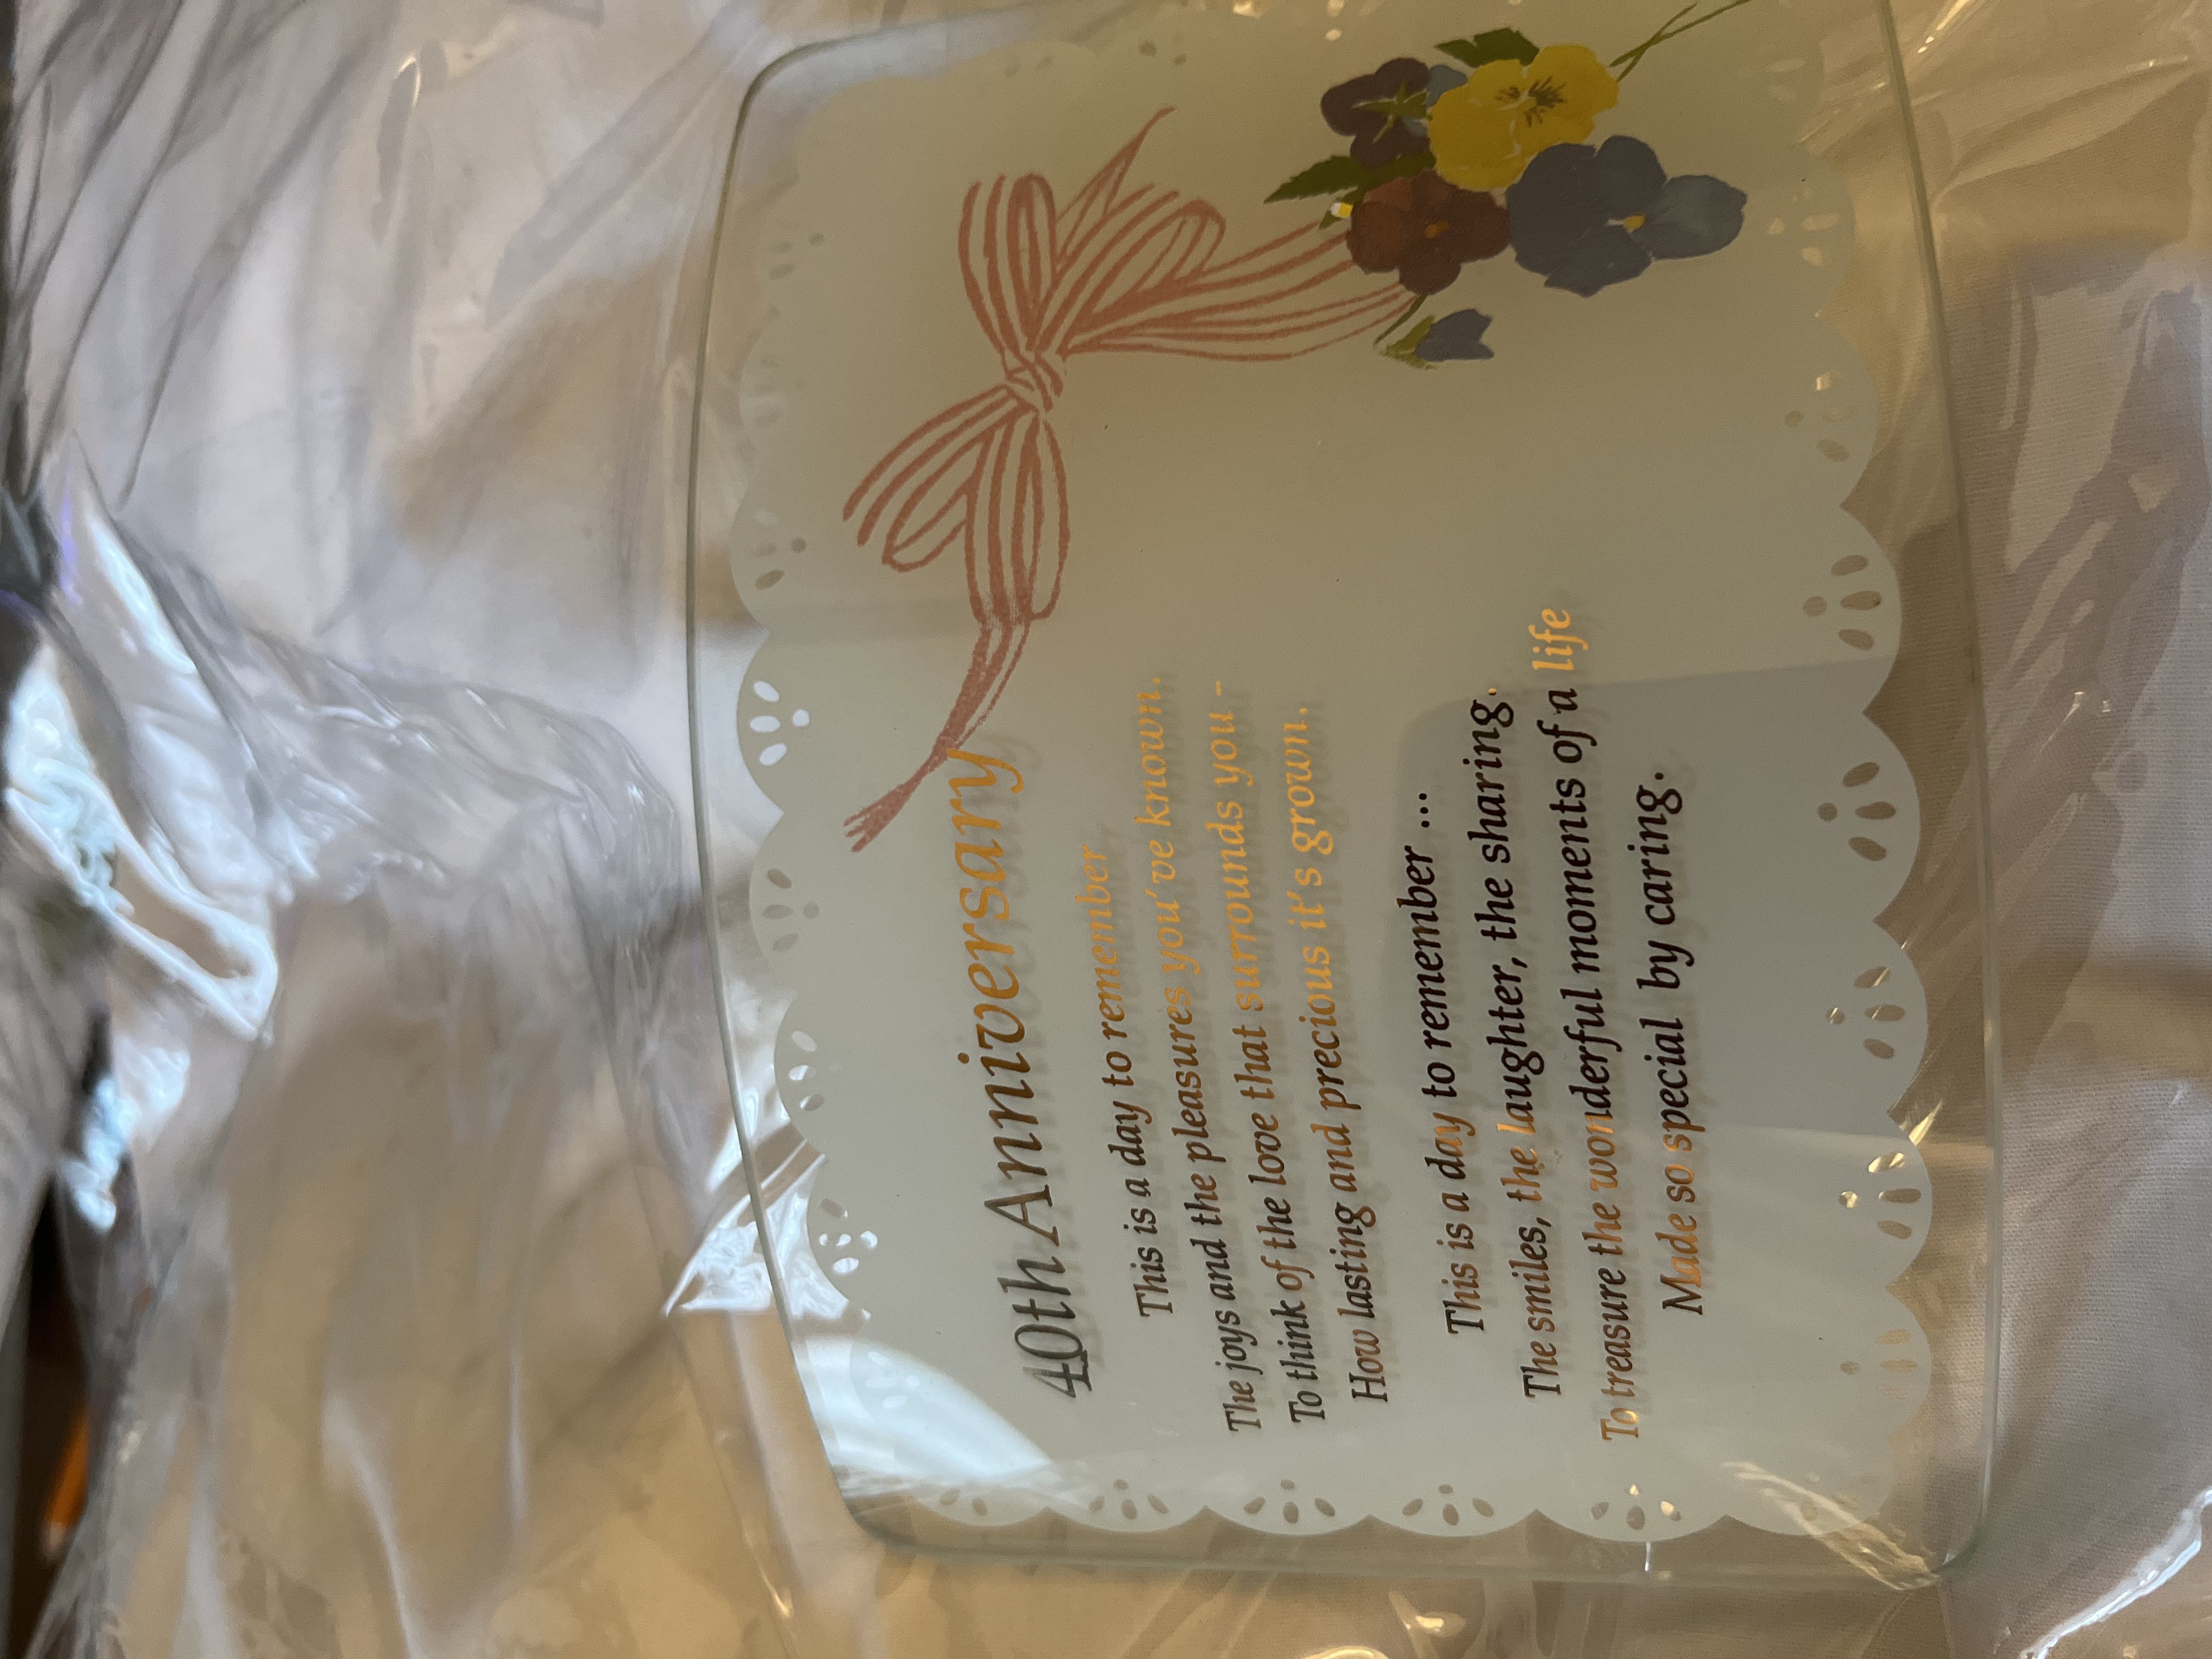 40th Anniversary
This is a day to remember
The joys and the pleasures you've known.
To think of the love that surrounds you -
How lasting and precious it's grown.
This is a day to remember ...
The smiles, the laughter, the sharing.
To treasure the wonderful moments of a life
Made so special by caring.